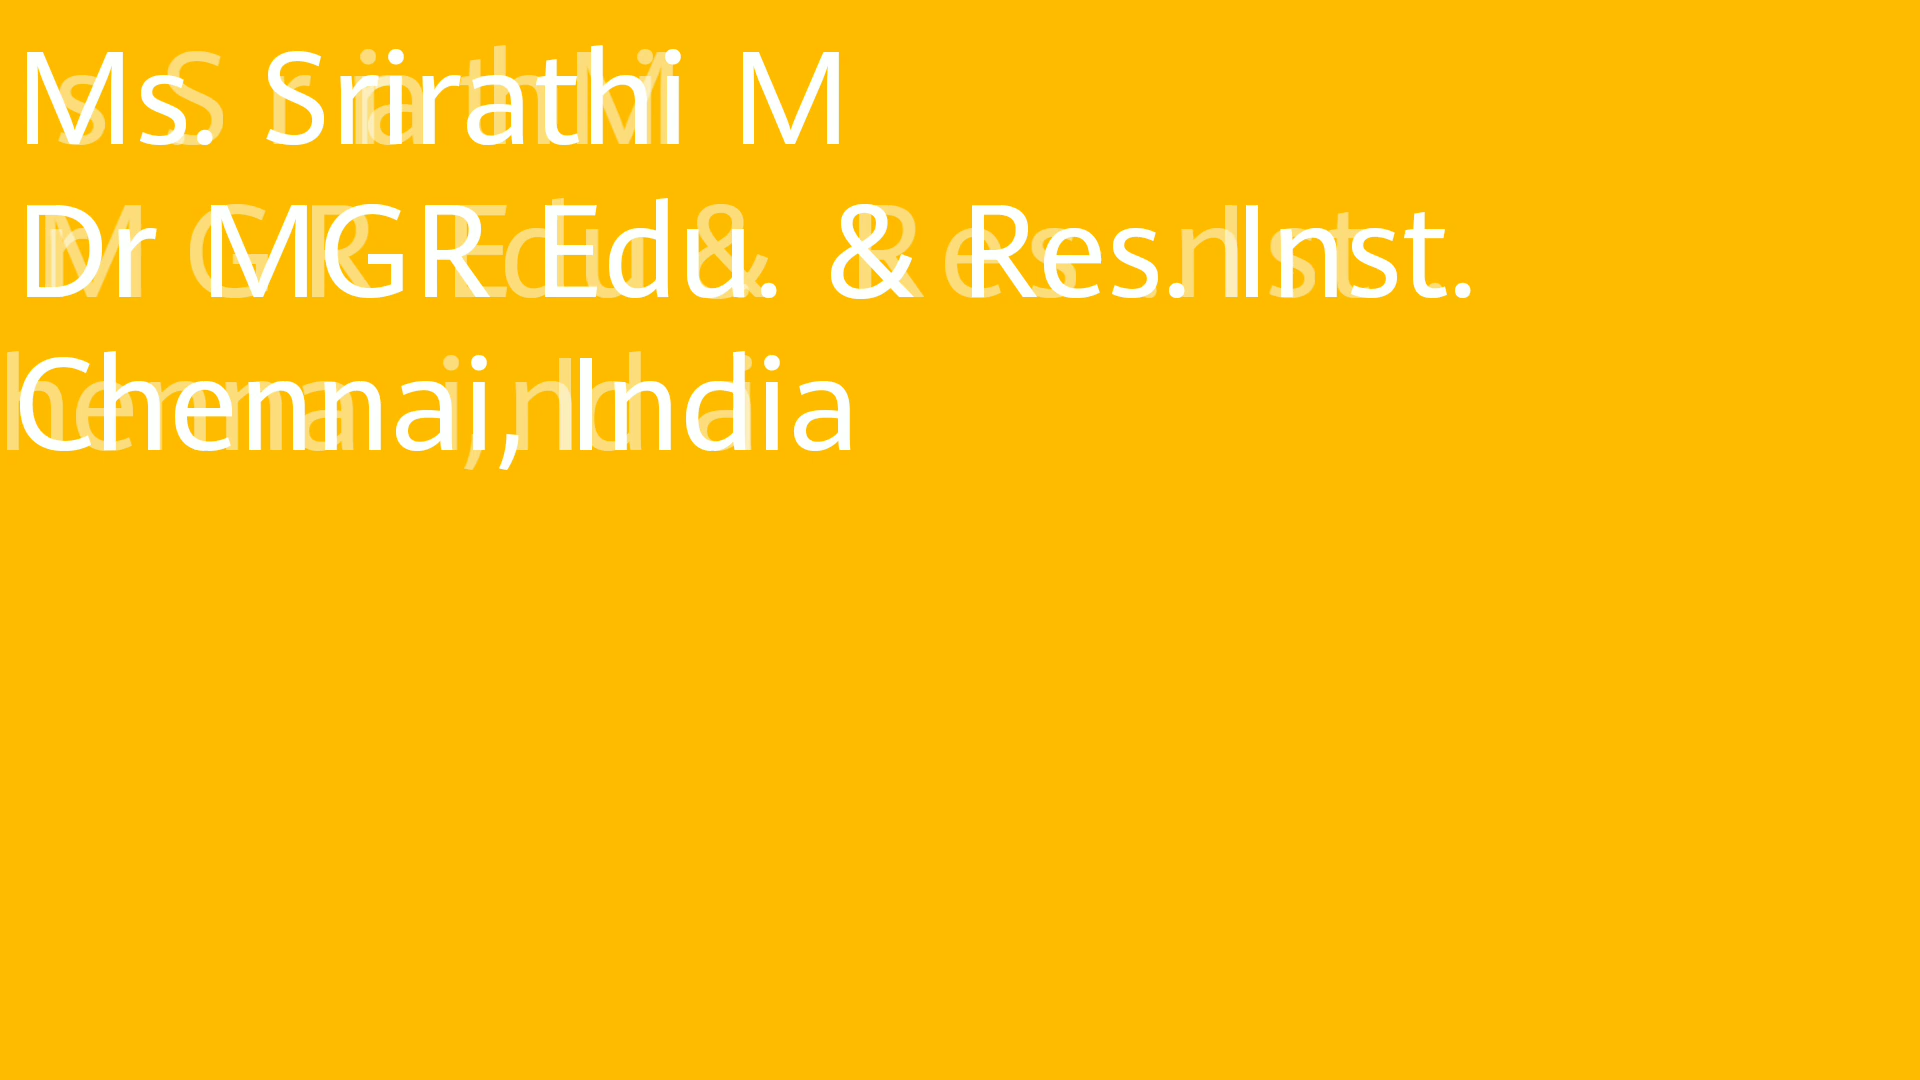 Ms. Srirathi M
Dr MGR Edu. & Res. Inst.
Chennai, India